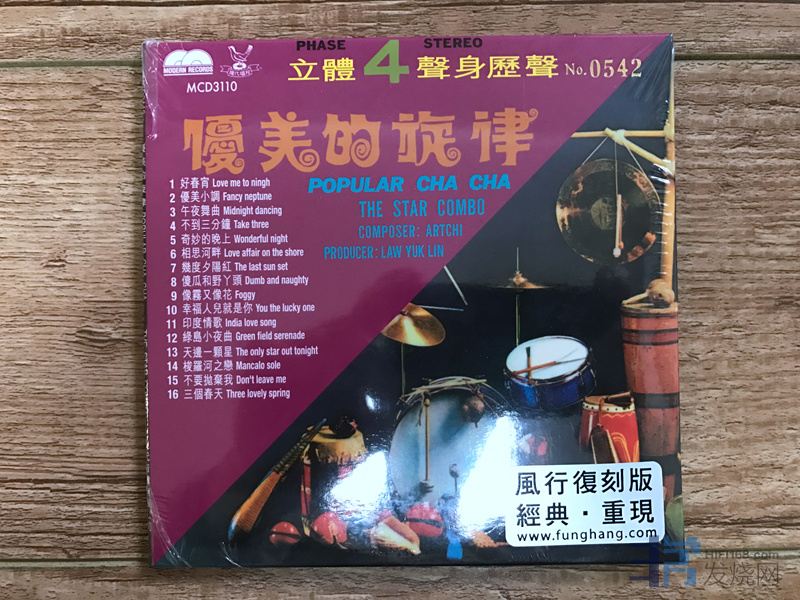 PHASE 4 STEREO
立體 聲身歷聲 No. 0542
MODERN RECORDS
現代唱片
MCD3110
優美的旋律
POPULAR CHA CHA
THE STAR COMBO
COMPOSER: ARTCHI
PRODUCER: LAW YUK LIN
1 好春宵 Love me to ningh
2 優美小調 Fancy neptune
3 午夜舞曲 Midnight dancing
4 不到三分鐘 Take three
5 奇妙的晚上 Wonderful night
6 相思河畔 Love affair on the shore
7 幾度夕陽紅 The last sun set
8 傻瓜和野丫頭 Dumb and naughty
9 像霧又像花 Foggy
10 幸福人兒就是你 You the lucky one
11 印度情歌 India love song
12 綠島小夜曲 Green field serenade
13 天邊一顆星 The only star out tonight
14 梭羅河之戀 Mancalo sole
15 不要拋棄我 Don't leave me
16 三個春天 Three lovely spring
風行復刻版
經典・重現
www.funghang.com
HiFi168.com
发烧网